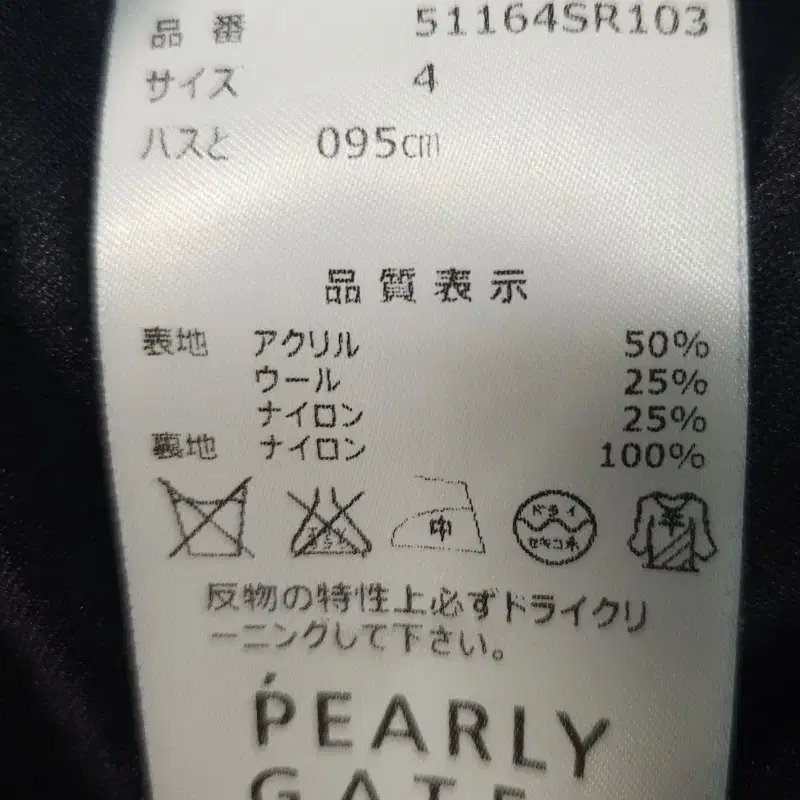 品番 51164SR103
サイズ 4
バスト 095㎝
品質表示
表地 アクリル 50%
ウール 25%
ナイロン 25%
裏地 ナイロン 100%
中
ドライ
セキユ系
反物の特性上必ずドライクリ
ーニングして下さい。
PEARLY
GATE